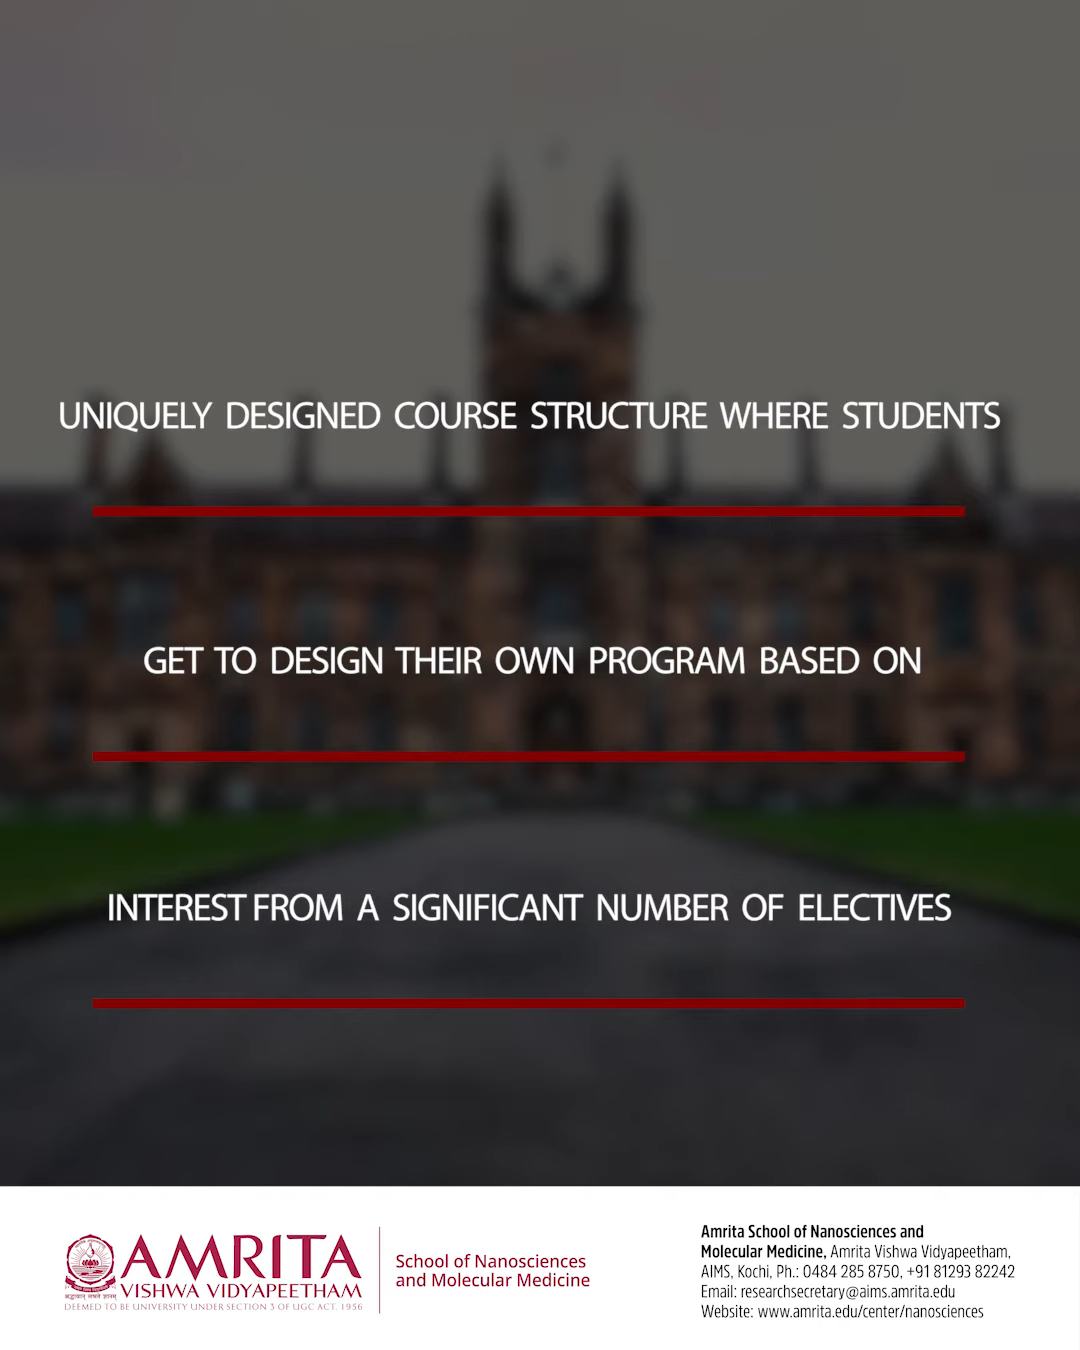 UNIQUELY DESIGNED COURSE STRUCTURE WHERE STUDENTS
GET TO DESIGN THEIR OWN PROGRAM BASED ON
INTEREST FROM A SIGNIFICANT NUMBER OF ELECTIVES
AMRITA
VISHWA VIDYAPEETHAM
DEEMED TO BE UNIVERSITY UNDER SECTION 3 OF UGC ACT. 1956
School of Nanosciences
and Molecular Medicine
Amrita School of Nanosciences and
Molecular Medicine, Amrita Vishwa Vidyapeetham,
AIMS, Kochi, Ph.: 0484 285 8750, +91 81293 82242
Email: researchsecretary@aims.amrita.edu
Website: www.amrita.edu/center/nanosciences